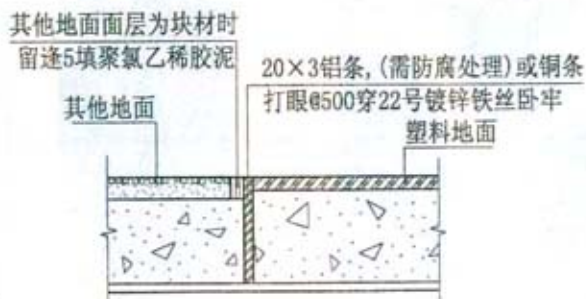 其他地面面层为块材时
留逢5填聚氯乙稀胶泥
其他地面
20×3铝条,(需防腐处理)或铜条
打眼@500穿22号镀锌铁丝卧牢
塑料地面